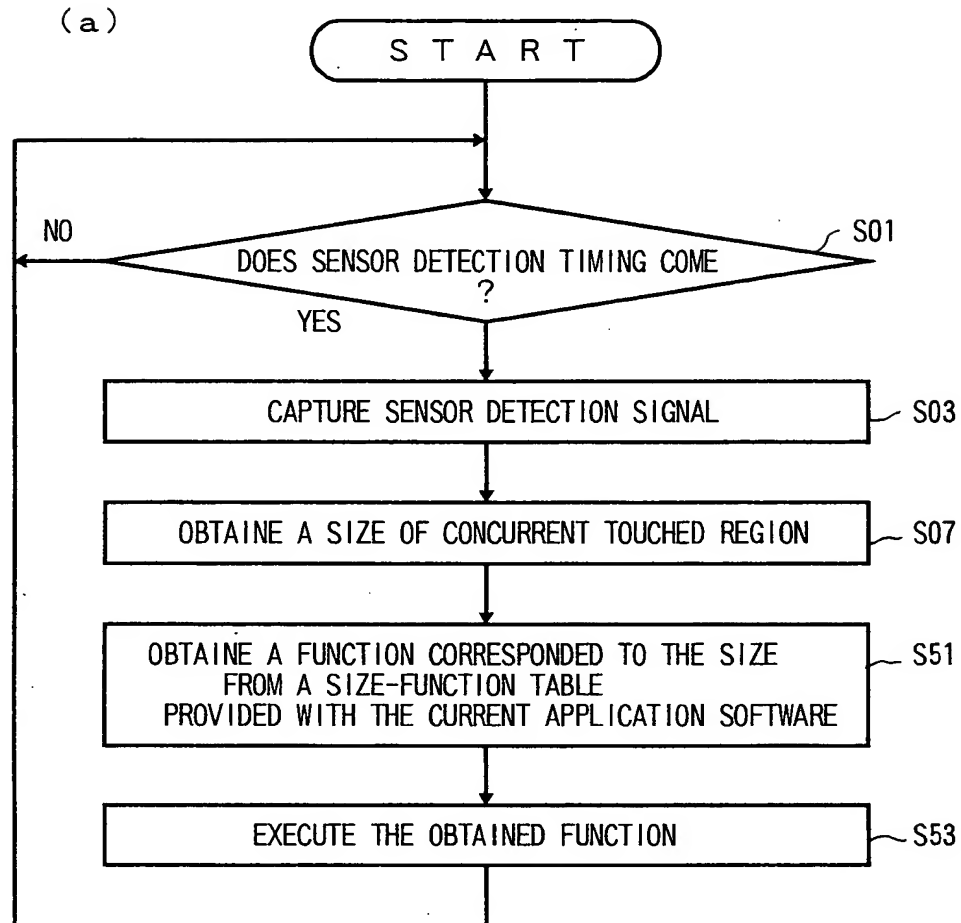 (a)
START
NO
S01
DOES SENSOR DETECTION TIMING COME
?
YES
CAPTURE SENSOR DETECTION SIGNAL
S03
OBTAINE A SIZE OF CONCURRENT TOUCHED REGION
S07
OBTAINE A FUNCTION CORRESPONDED TO THE SIZE
S51
FROM A SIZE-FUNCTION TABLE
PROVIDED WITH THE CURRENT APPLICATION SOFTWARE
EXECUTE THE OBTAINED FUNCTION
S53